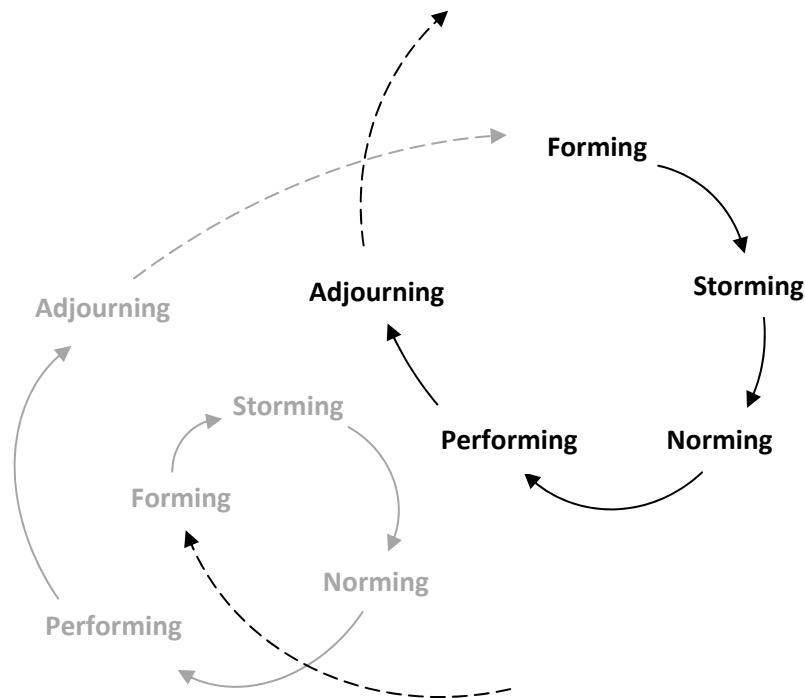 Forming
Storming
Adjourning
Adjourning
Storming
Performing
Norming
Forming
Norming
Performing